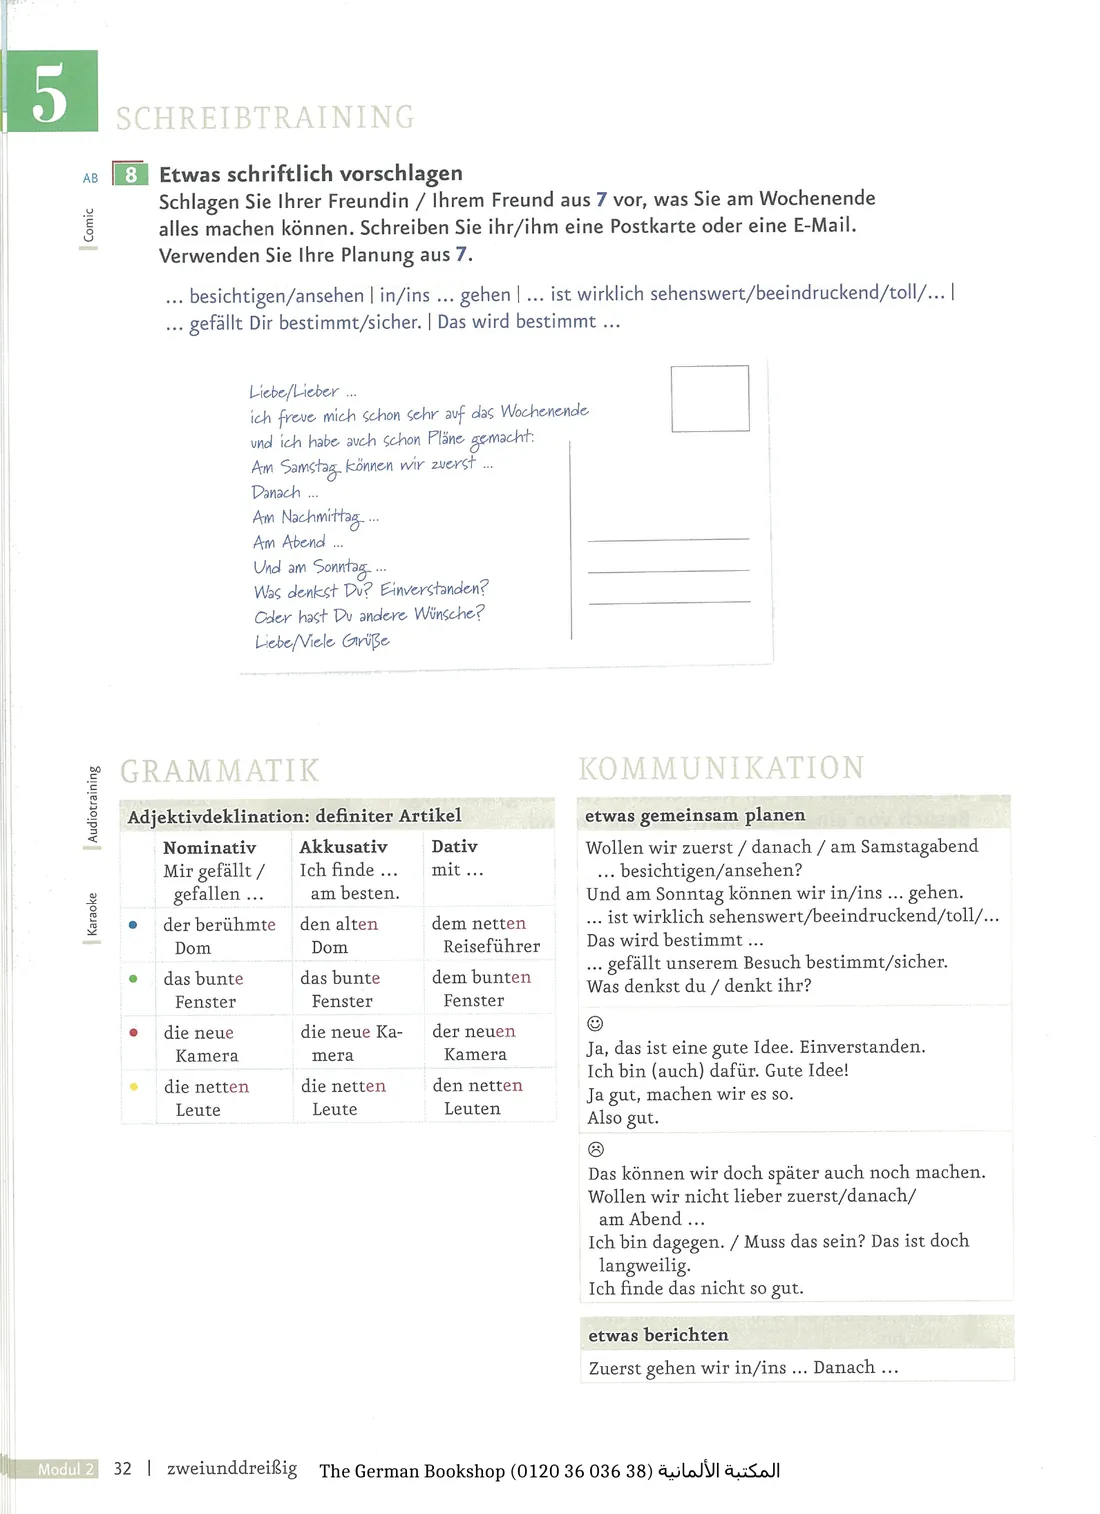 5
SCHREIBTRAINING
AB
8
Etwas schriftlich vorschlagen
Comic
Schlagen Sie Ihrer Freundin / Ihrem Freund aus 7 vor, was Sie am Wochenende
alles machen können. Schreiben Sie ihr/ihm eine Postkarte oder eine E-Mail.
Verwenden Sie Ihre Planung aus 7.
... besichtigen/ansehen | in/ins ... gehen | ... ist wirklich sehenswert/beeindruckend/toll/... |
... gefällt Dir bestimmt/sicher. | Das wird bestimmt ...
Liebe/Lieber ...
ich freue mich schon sehr auf das Wochenende
und ich habe auch schon Pläne gemacht:
Am Samstag können wir zuerst ...
Danach ...
Am Nachmittag ...
Am Abend ...
Und am Sonntag ...
Was denkst Du? Einverstanden?
Oder hast Du andere Wünsche?
Liebe/Viele Grüße
Audiotraining
Karaoke
GRAMMATIK
Adjektivdeklination: definiter Artikel
Nominativ Akkusativ Dativ
Mir gefällt / Ich finde ... mit ...
gefallen ... am besten.
der berühmte den alten dem netten
Dom Dom Reiseführer
das bunte das bunte dem bunten
Fenster Fenster Fenster
die neue die neue Ka- der neuen
Kamera mera Kamera
die netten die netten den netten
Leute Leute Leuten
KOMMUNIKATION
etwas gemeinsam planen
Wollen wir zuerst / danach / am Samstagabend
... besichtigen/ansehen?
Und am Sonntag können wir in/ins ... gehen.
... ist wirklich sehenswert/beeindruckend/toll/...
Das wird bestimmt ...
... gefällt unserem Besuch bestimmt/sicher.
Was denkst du / denkt ihr?
Ja, das ist eine gute Idee. Einverstanden.
Ich bin (auch) dafür. Gute Idee!
Ja gut, machen wir es so.
Also gut.
Das können wir doch später auch noch machen.
Wollen wir nicht lieber zuerst/danach/
am Abend ...
Ich bin dagegen. / Muss das sein? Das ist doch
langweilig.
Ich finde das nicht so gut.
etwas berichten
Zuerst gehen wir in/ins ... Danach ...
Modul 2 32 | zweiunddreißig The German Bookshop (0120 36 036 38) المكتبة الألمانية